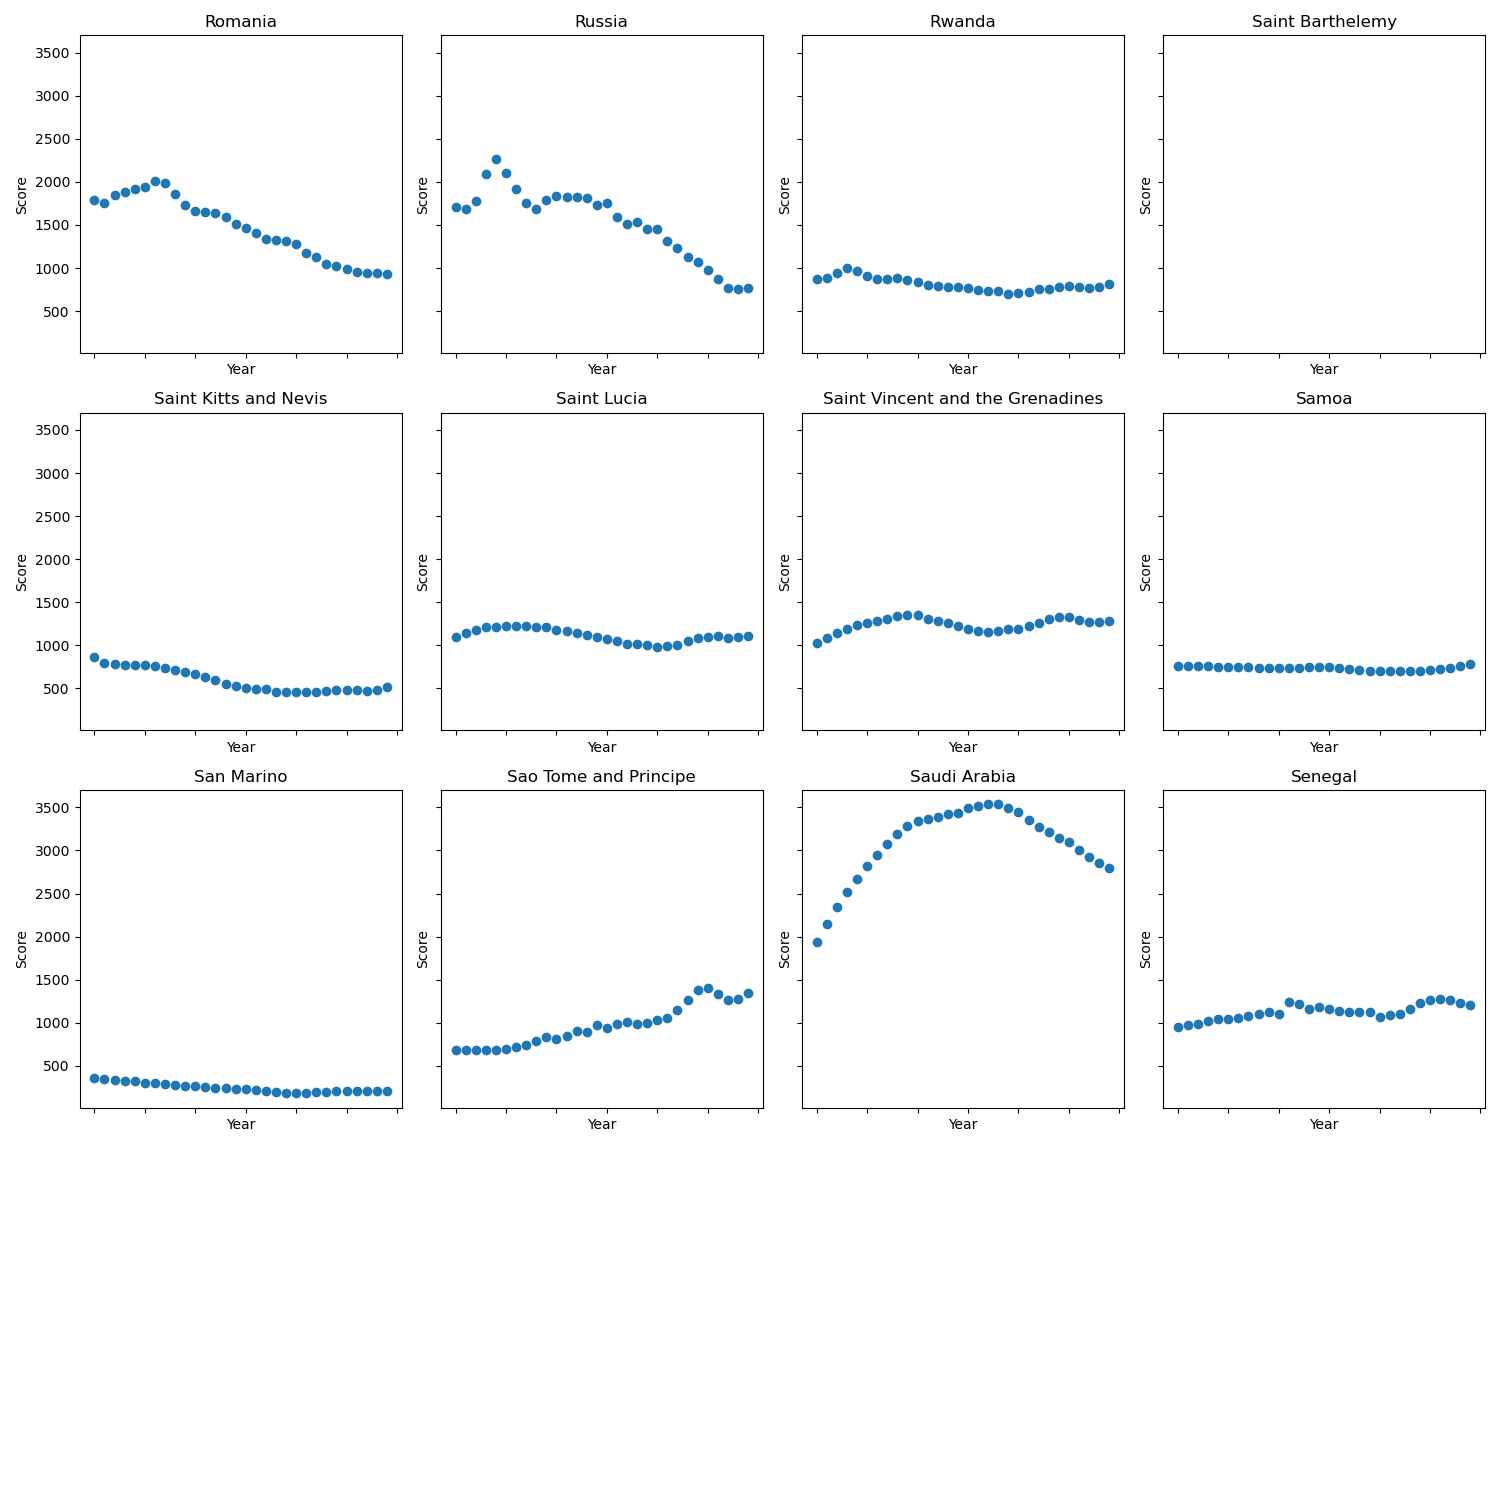 Romania
Russia
Rwanda
Saint Barthelemy
3500
3000
2500
2000
1500
1000
500
Score
Score
Score
Year
Year
Year
Year
Saint Kitts and Nevis
Saint Lucia
Saint Vincent and the Grenadines
Samoa
3500
3000
2500
2000
1500
1000
500
Score
Score
Score
Score
Year
Year
Year
Year
San Marino
Sao Tome and Principe
Saudi Arabia
Senegal
3500
3000
2500
2000
1500
1000
500
Score
Score
Score
Score
Year
Year
Year
Year